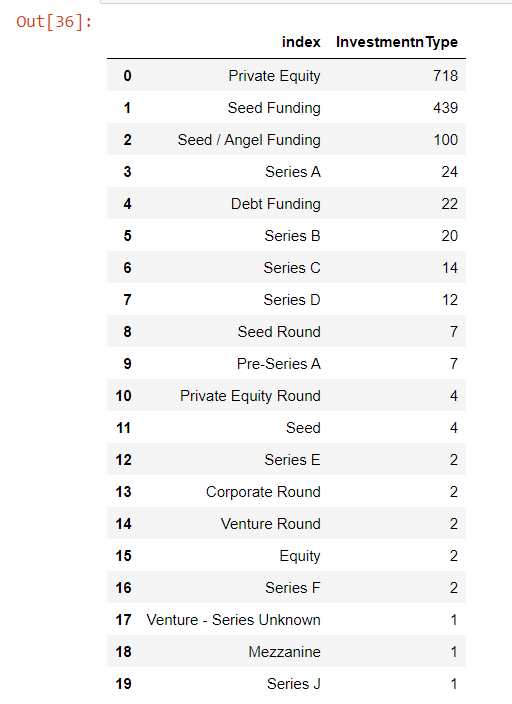 Out[36]:
index InvestmentnType
0 Private Equity 718
1 Seed Funding 439
2 Seed / Angel Funding 100
3 Series A 24
4 Debt Funding 22
5 Series B 20
6 Series C 14
7 Series D 12
8 Seed Round 7
9 Pre-Series A 7
10 Private Equity Round 4
11 Seed 4
12 Series E 2
13 Corporate Round 2
14 Venture Round 2
15 Equity 2
16 Series F 2
17 Venture - Series Unknown 1
18 Mezzanine 1
19 Series J 1